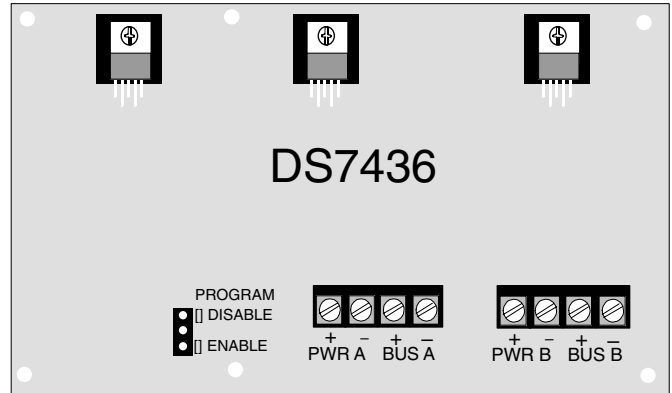 DS7436
PROGRAM
[] DISABLE
[] ENABLE
+ − + −
PWR A BUS A
+ − + −
PWR B BUS B